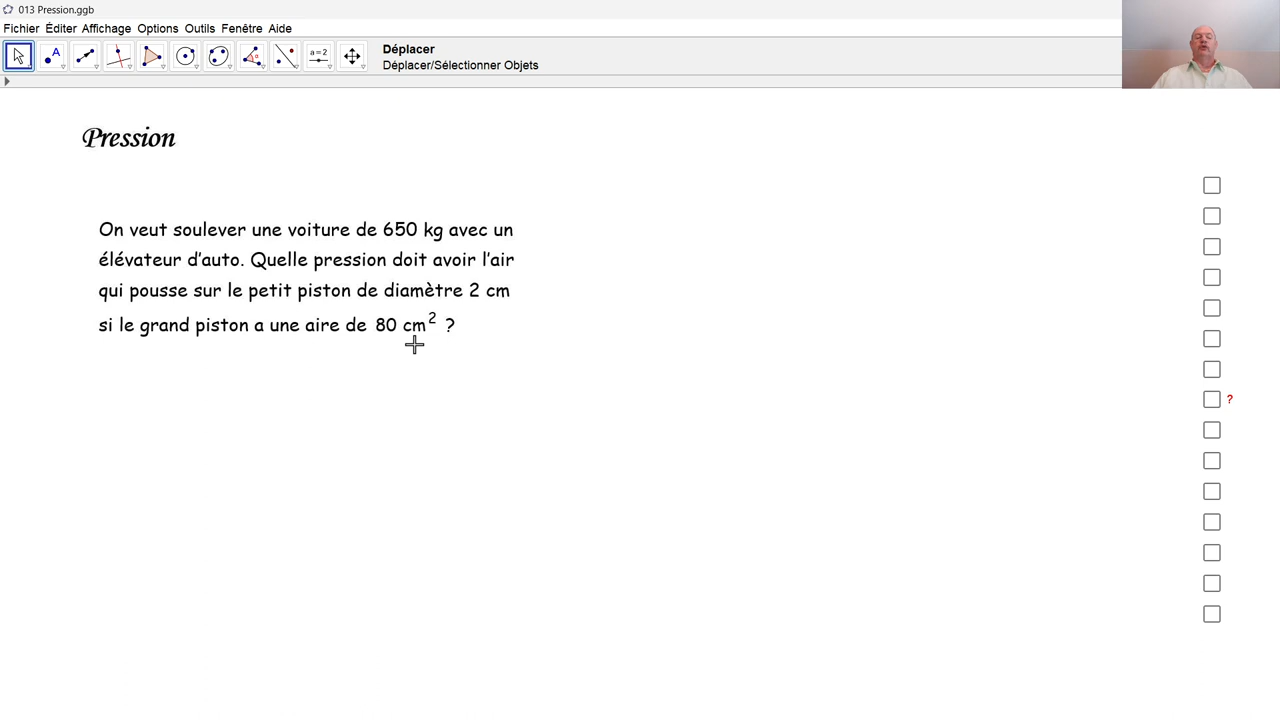 013 Pression.ggb
Fichier Éditer Affichage Options Outils Fenêtre Aide
A
a=2
Déplacer
Déplacer/Sélectionner Objets
Pression
On veut soulever une voiture de 650 kg avec un
élévateur d'auto. Quelle pression doit avoir l'air
qui pousse sur le petit piston de diamètre 2 cm
si le grand piston a une aire de 80 cm² ?
?